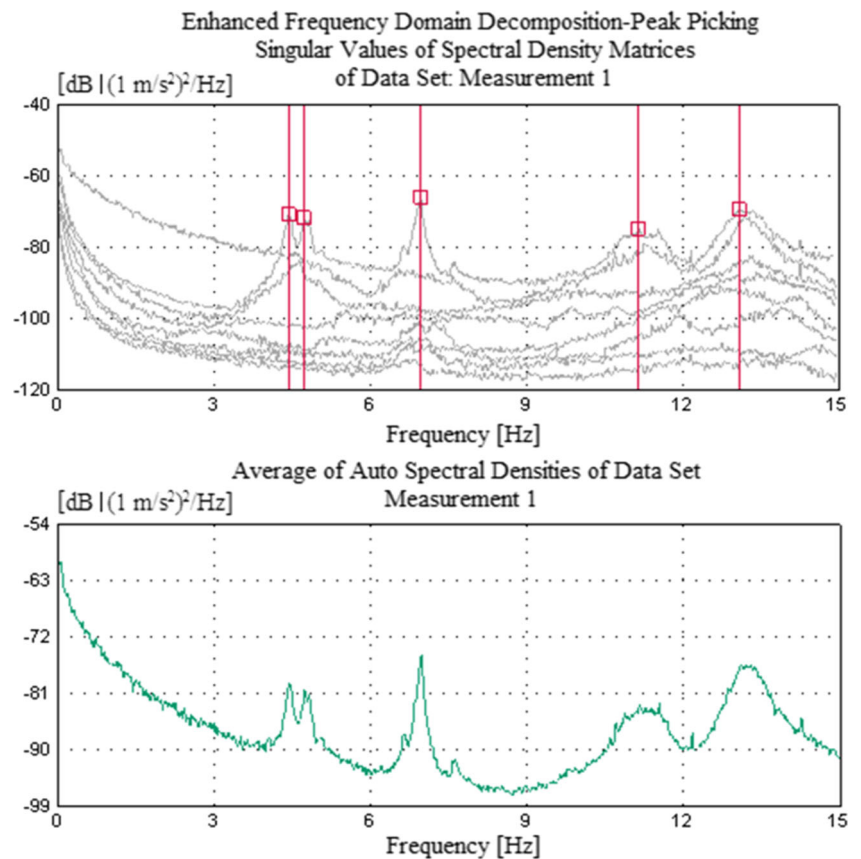 Enhanced Frequency Domain Decomposition-Peak Picking
Singular Values of Spectral Density Matrices
of Data Set: Measurement 1
[dB | (1 m/s²)²/Hz]
-40
-60
-80
-100
-120
0 3 6 9 12 15
Frequency [Hz]
Average of Auto Spectral Densities of Data Set
Measurement 1
[dB | (1 m/s²)²/Hz]
-54
-63
-72
-81
-90
-99
0 3 6 9 12 15
Frequency [Hz]